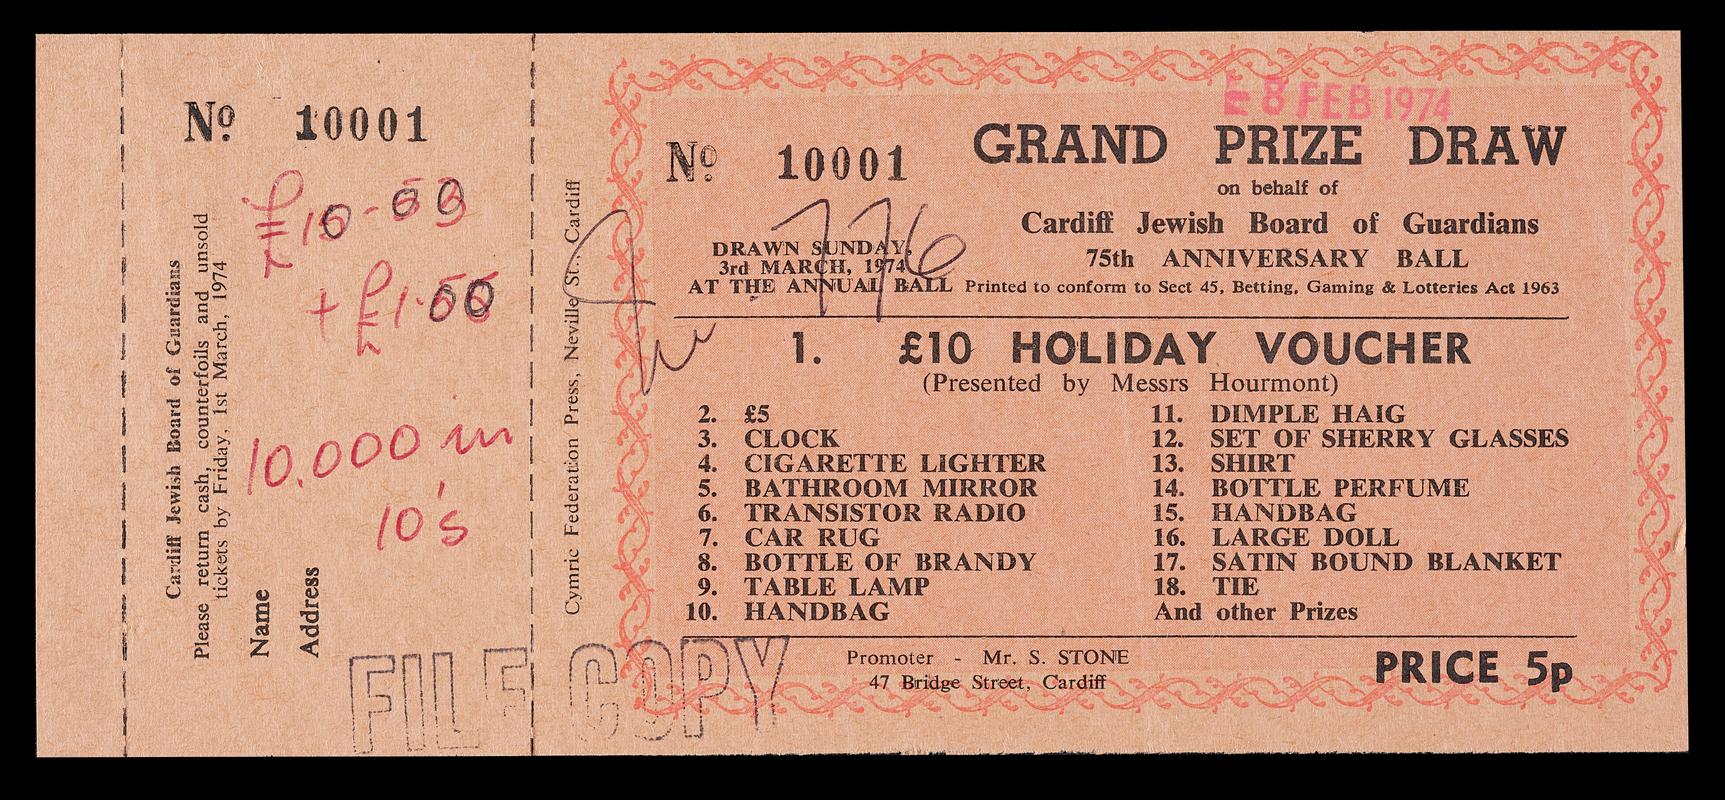 Nº 10001
£10-00
+ £1.00
10,000 in
10's
Cardiff Jewish Board of Guardians
Please return cash, counterfoils and unsold
tickets by Friday, 1st March, 1974
Name
Address
Cymric Federation Press, Neville St., Cardiff
FILE COPY
- 8 FEB 1974
Nº 10001
GRAND PRIZE DRAW
on behalf of
Cardiff Jewish Board of Guardians
75th ANNIVERSARY BALL
776
DRAWN SUNDAY,
3rd MARCH, 1974
AT THE ANNUAL BALL
Printed to conform to Sect 45, Betting, Gaming & Lotteries Act 1963
1. £10 HOLIDAY VOUCHER
(Presented by Messrs Hourmont)
2. £5
3. CLOCK
4. CIGARETTE LIGHTER
5. BATHROOM MIRROR
6. TRANSISTOR RADIO
7. CAR RUG
8. BOTTLE OF BRANDY
9. TABLE LAMP
10. HANDBAG
11. DIMPLE HAIG
12. SET OF SHERRY GLASSES
13. SHIRT
14. BOTTLE PERFUME
15. HANDBAG
16. LARGE DOLL
17. SATIN BOUND BLANKET
18. TIE
And other Prizes
Promoter - Mr. S. STONE
47 Bridge Street, Cardiff
PRICE 5p